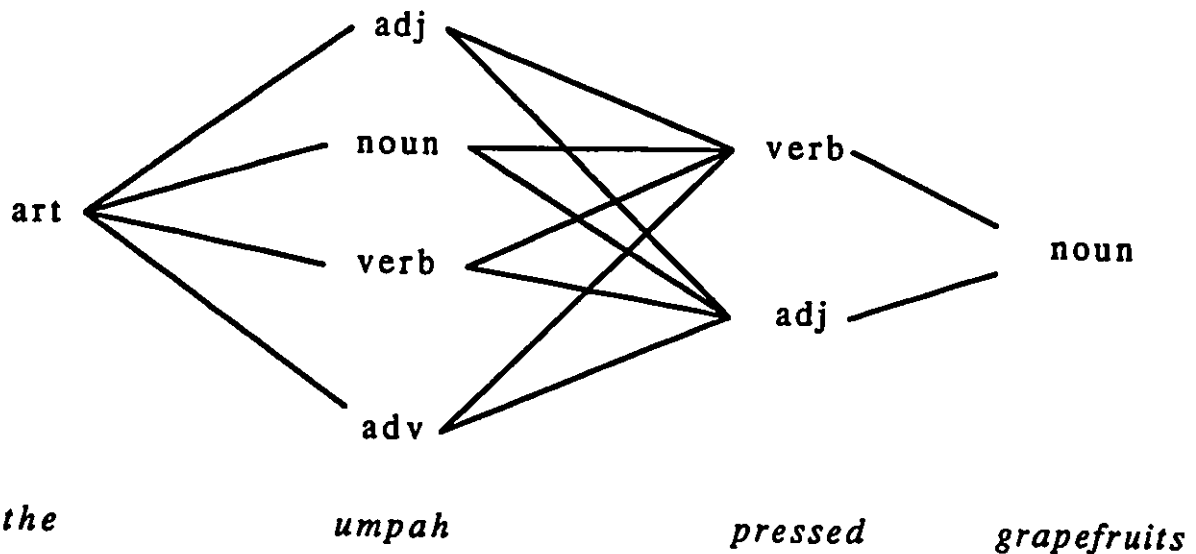 adj
noun verb
art
noun
verb
adj
adv
the umpah pressed grapefruits